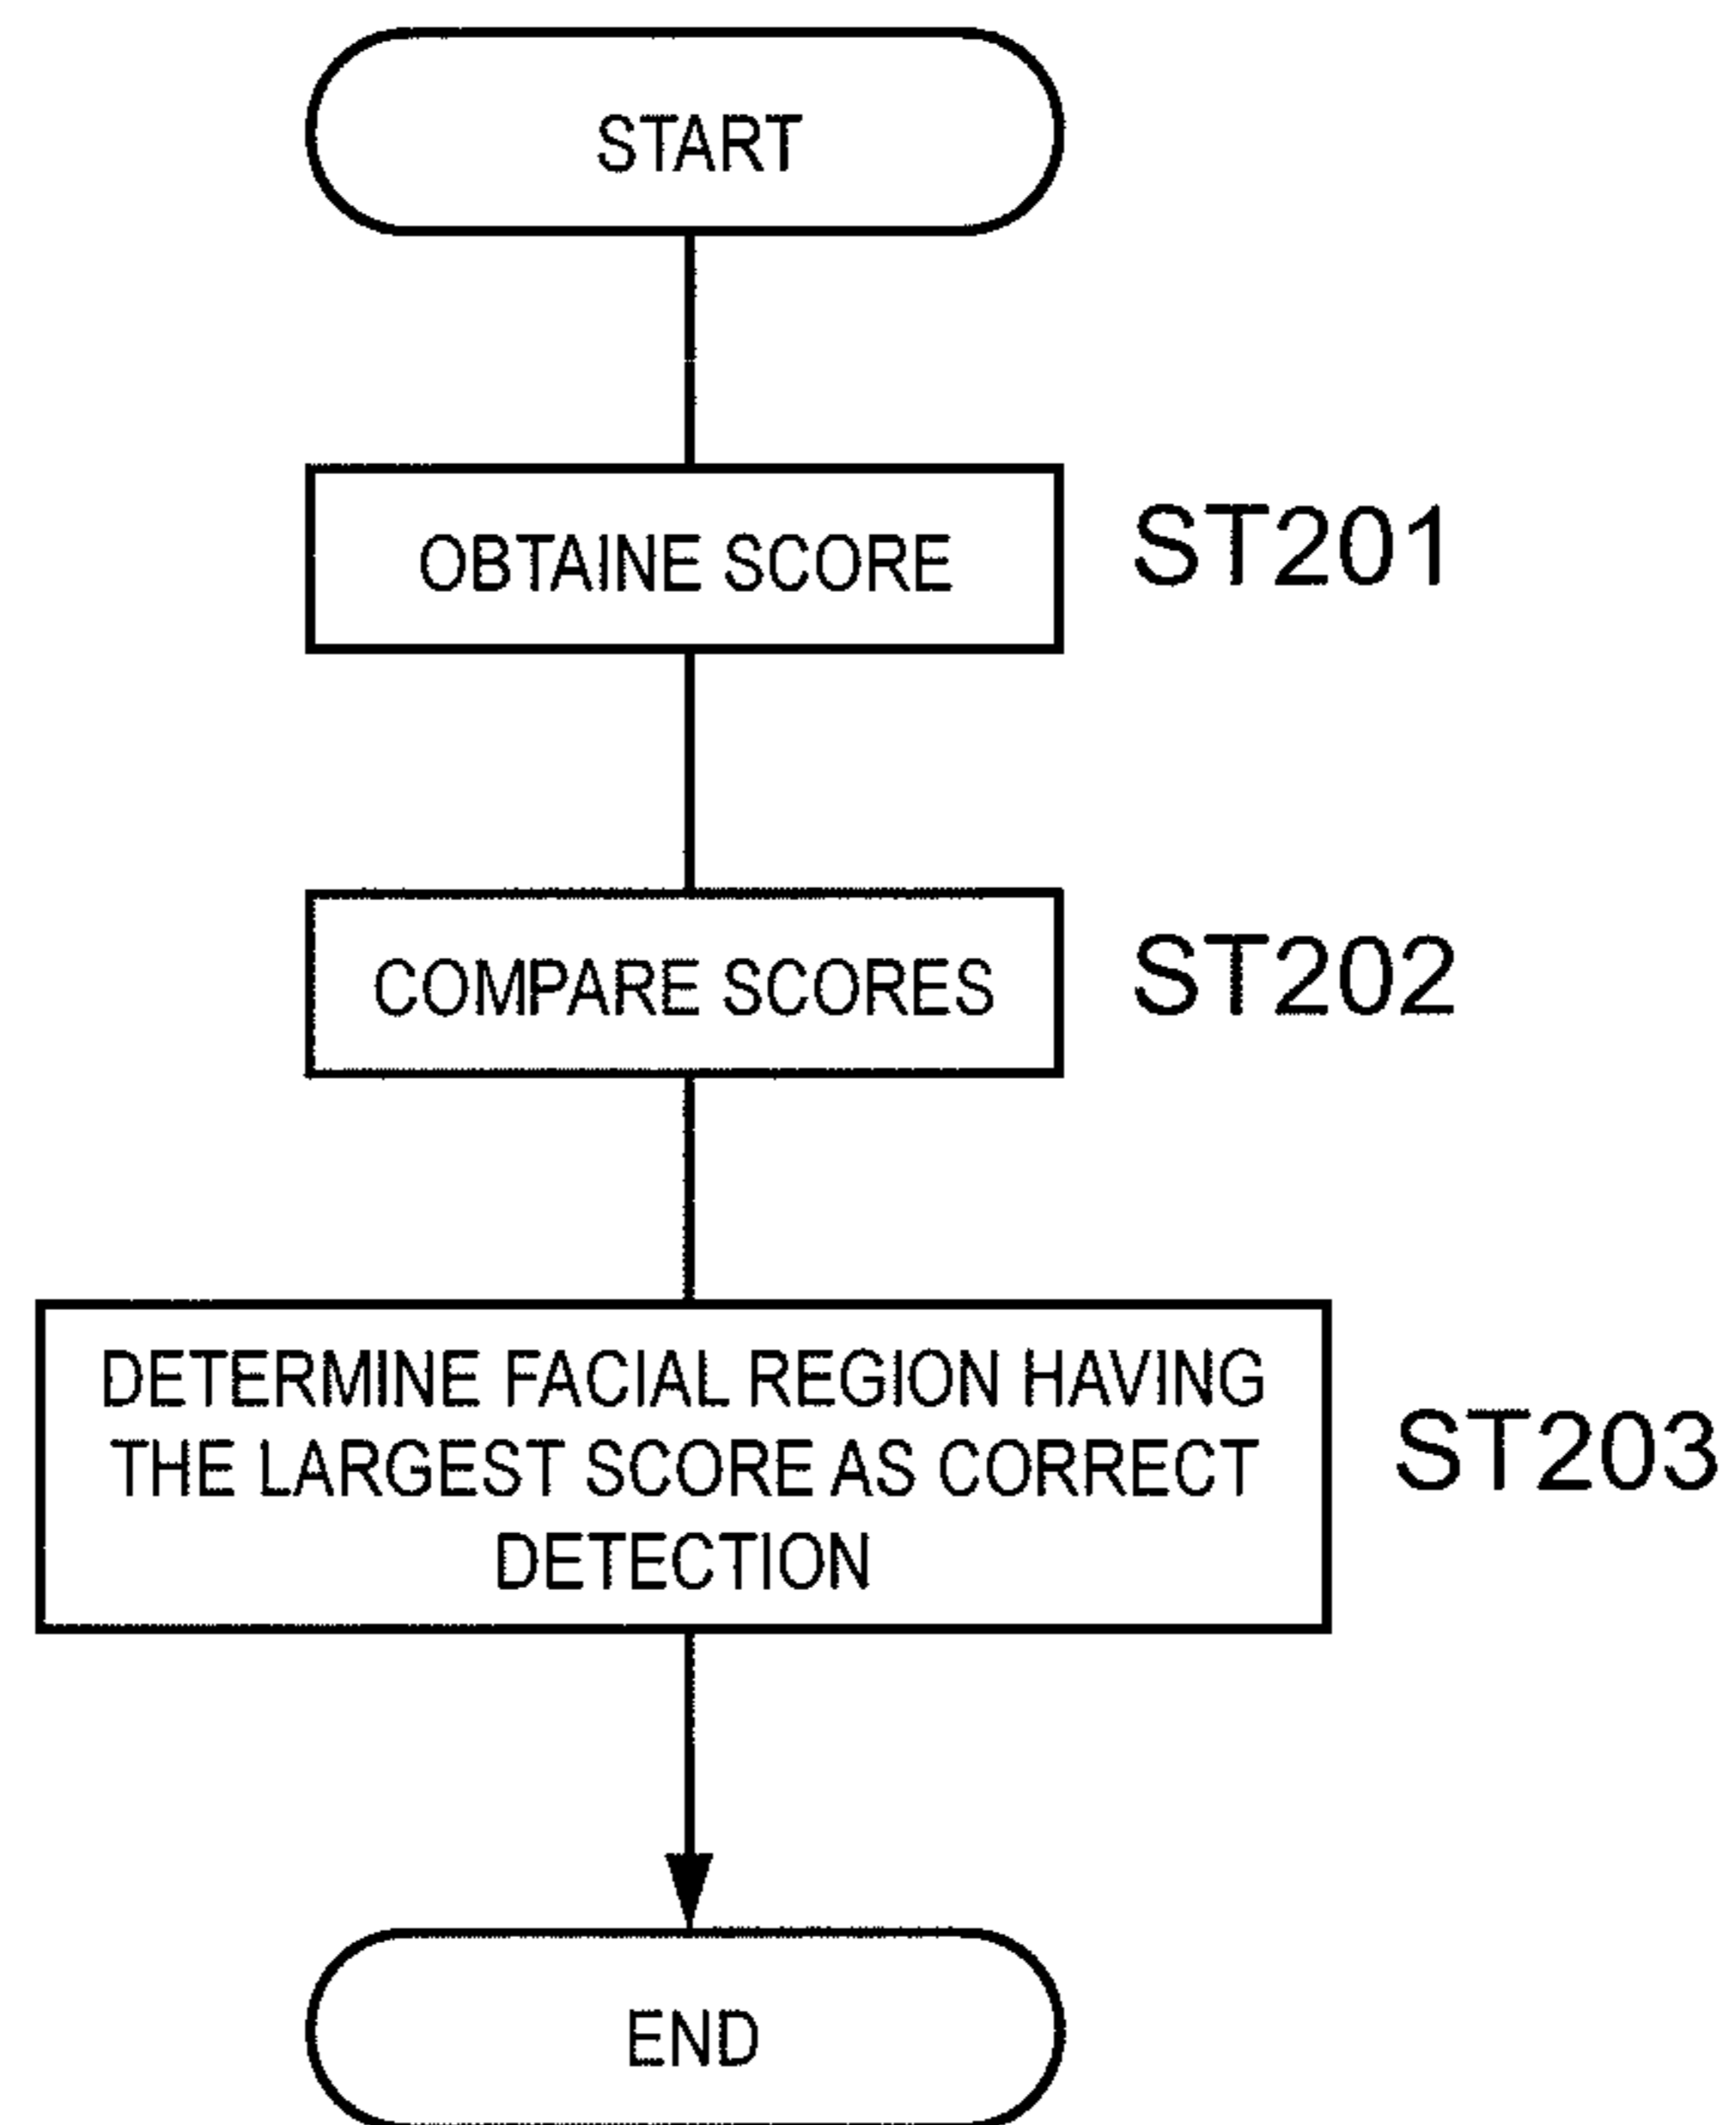 START
OBTAINE SCORE
ST201
COMPARE SCORES
ST202
DETERMINE FACIAL REGION HAVING
THE LARGEST SCORE AS CORRECT
DETECTION
ST203
END